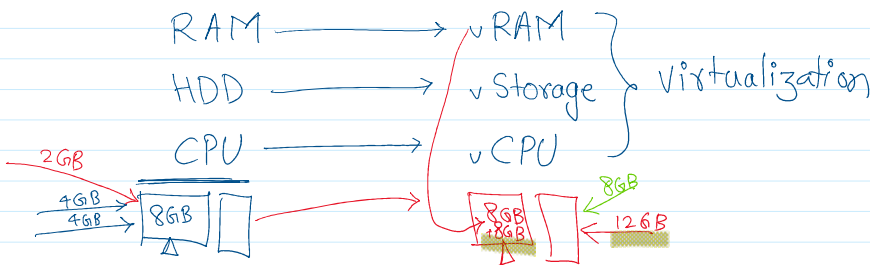 RAM vRAM
HDD vStorage virtualization
CPU vCPU
2GB
8GB
4GB
4GB 8GB 8GB 12GB
+8GB